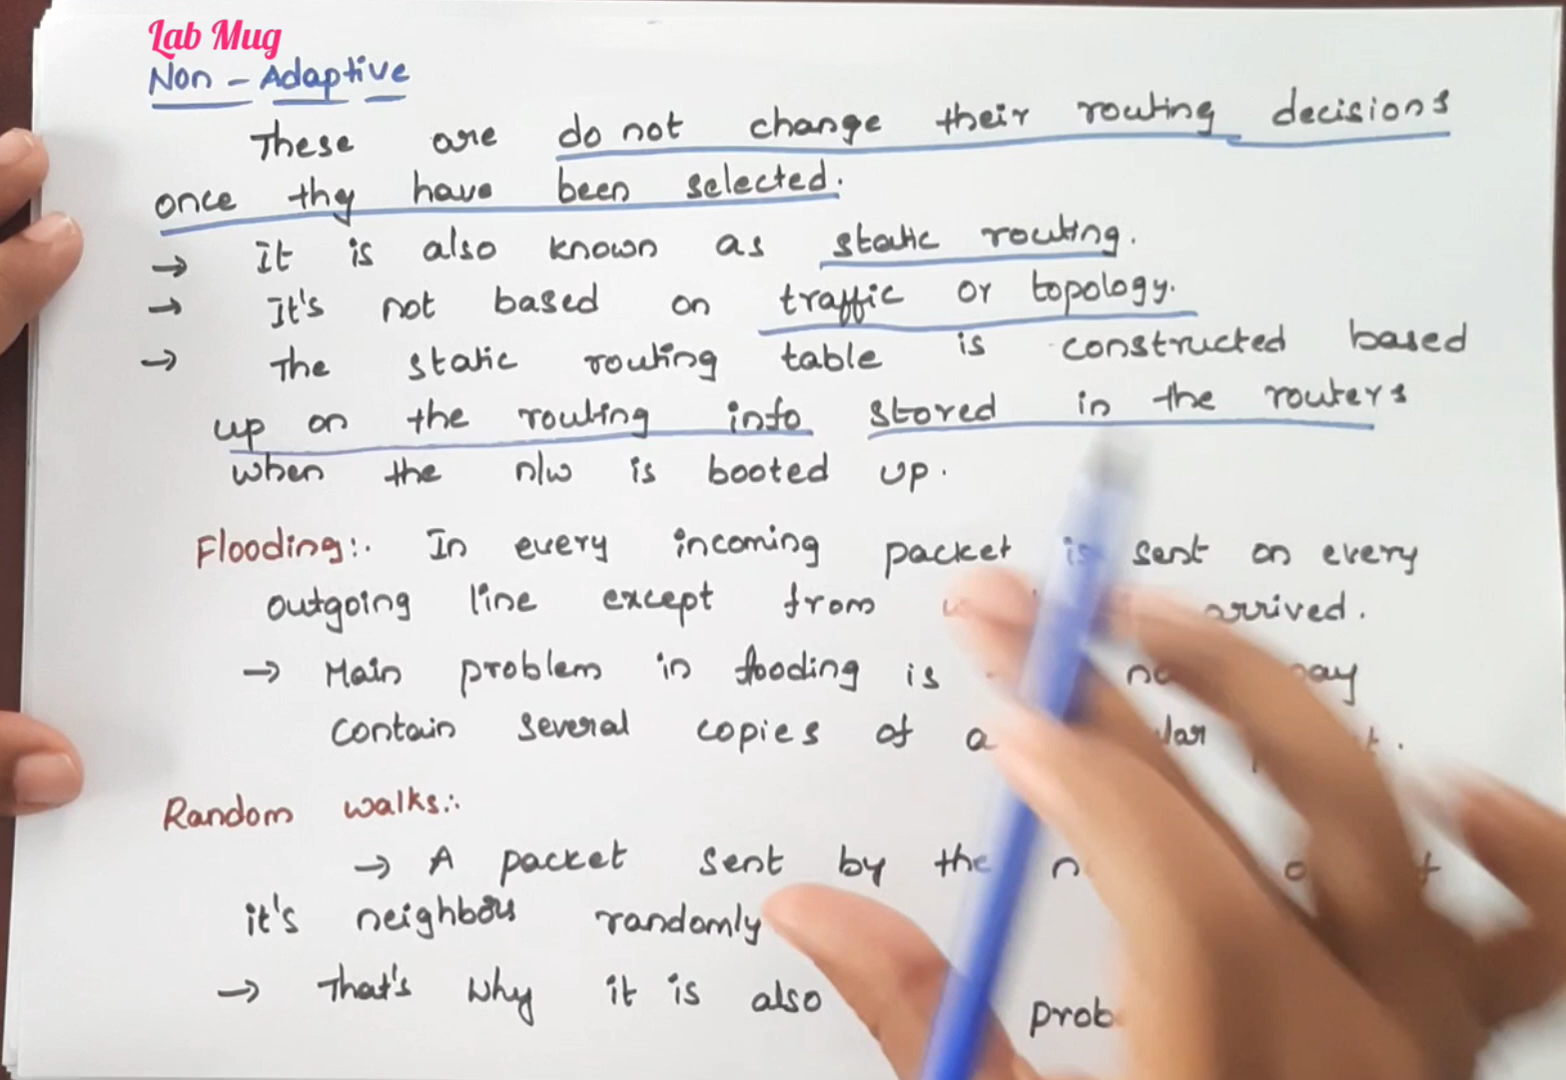 Lab Mug
Non - Adaptive
These are do not change their routing decisions
once thy have been selected.
→ It is also known as static routing.
→ It's not based on traffic or topology.
→ The static routing table is constructed based
up on the routing info stored in the routers
when the n/w is booted up.
Flooding:. In every incoming packet is sent on every
outgoing line except from arrived.
→ Main problem in flooding is
contain several copies of a
Random walks:.
→ A packet sent by the
it's neighbour randomly
→ That's why it is also